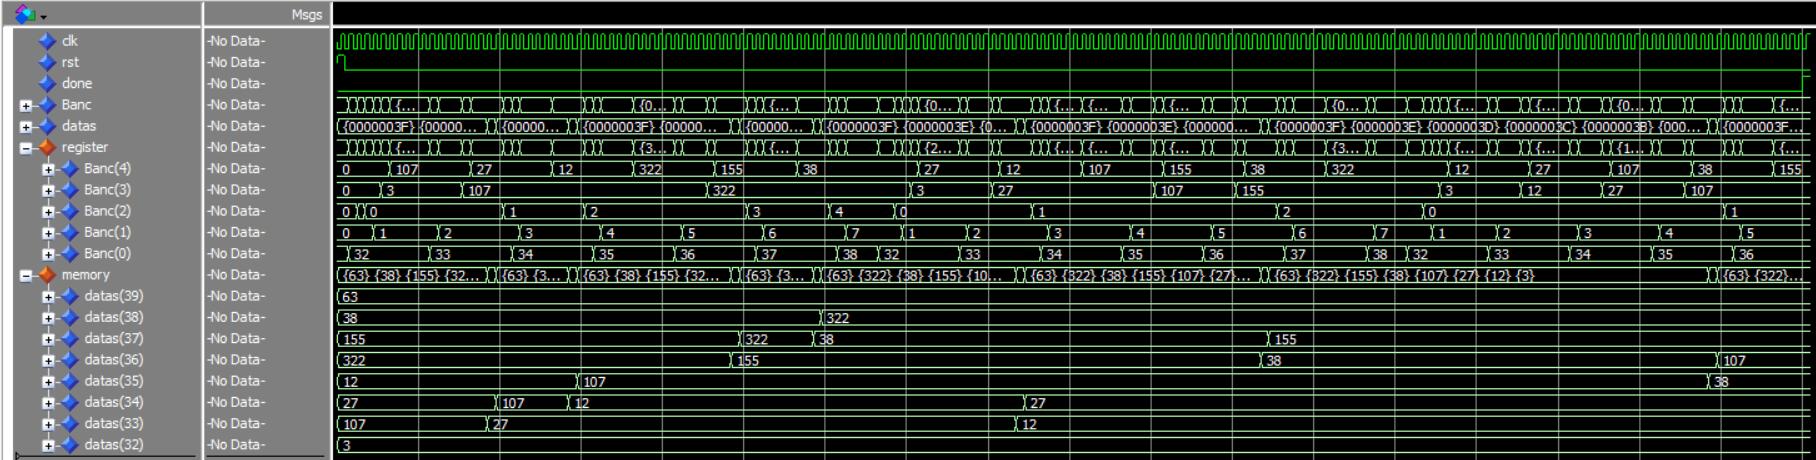 Msgs
clk -No Data-
rst -No Data-
done -No Data-
Banc -No Data- {... {0... {... {0... {... {... {... {0... {... {0... {...
datas -No Data- {0000003F} {00000... {00000... {0000003F} {00000... {00000... {0000003F} {0000003E} {0... {0000003F} {0000003E} {00000... {0000003F} {0000003E} {0000003D} {0000003C} {0000003B} {000... {0000003F...
register -No Data- {... {3... {... {2... {... {... {... {3... {... {1... {...
Banc(4) -No Data- 0 107 27 12 322 155 38 27 12 107 155 38 322 12 27 107 38 155
Banc(3) -No Data- 0 3 107 322 3 27 107 155 3 12 27 107
Banc(2) -No Data- 0 0 1 2 3 4 0 1 2 0 1
Banc(1) -No Data- 0 1 2 3 4 5 6 7 1 2 3 4 5 6 7 1 2 3 4 5
Banc(0) -No Data- 32 33 34 35 36 37 38 32 33 34 35 36 37 38 32 33 34 35 36
memory -No Data- {63} {38} {155} {32... {63} {3... {63} {38} {155} {32... {63} {3... {63} {322} {38} {155} {10... {63} {322} {38} {155} {107} {27}... {63} {322} {155} {38} {107} {27} {12} {3} {63} {322}...
datas(39) -No Data- 63
datas(38) -No Data- 38 322
datas(37) -No Data- 155 322 38 155
datas(36) -No Data- 322 155 38 107
datas(35) -No Data- 12 107 38
datas(34) -No Data- 27 107 12 27
datas(33) -No Data- 107 27 12
datas(32) -No Data- 3